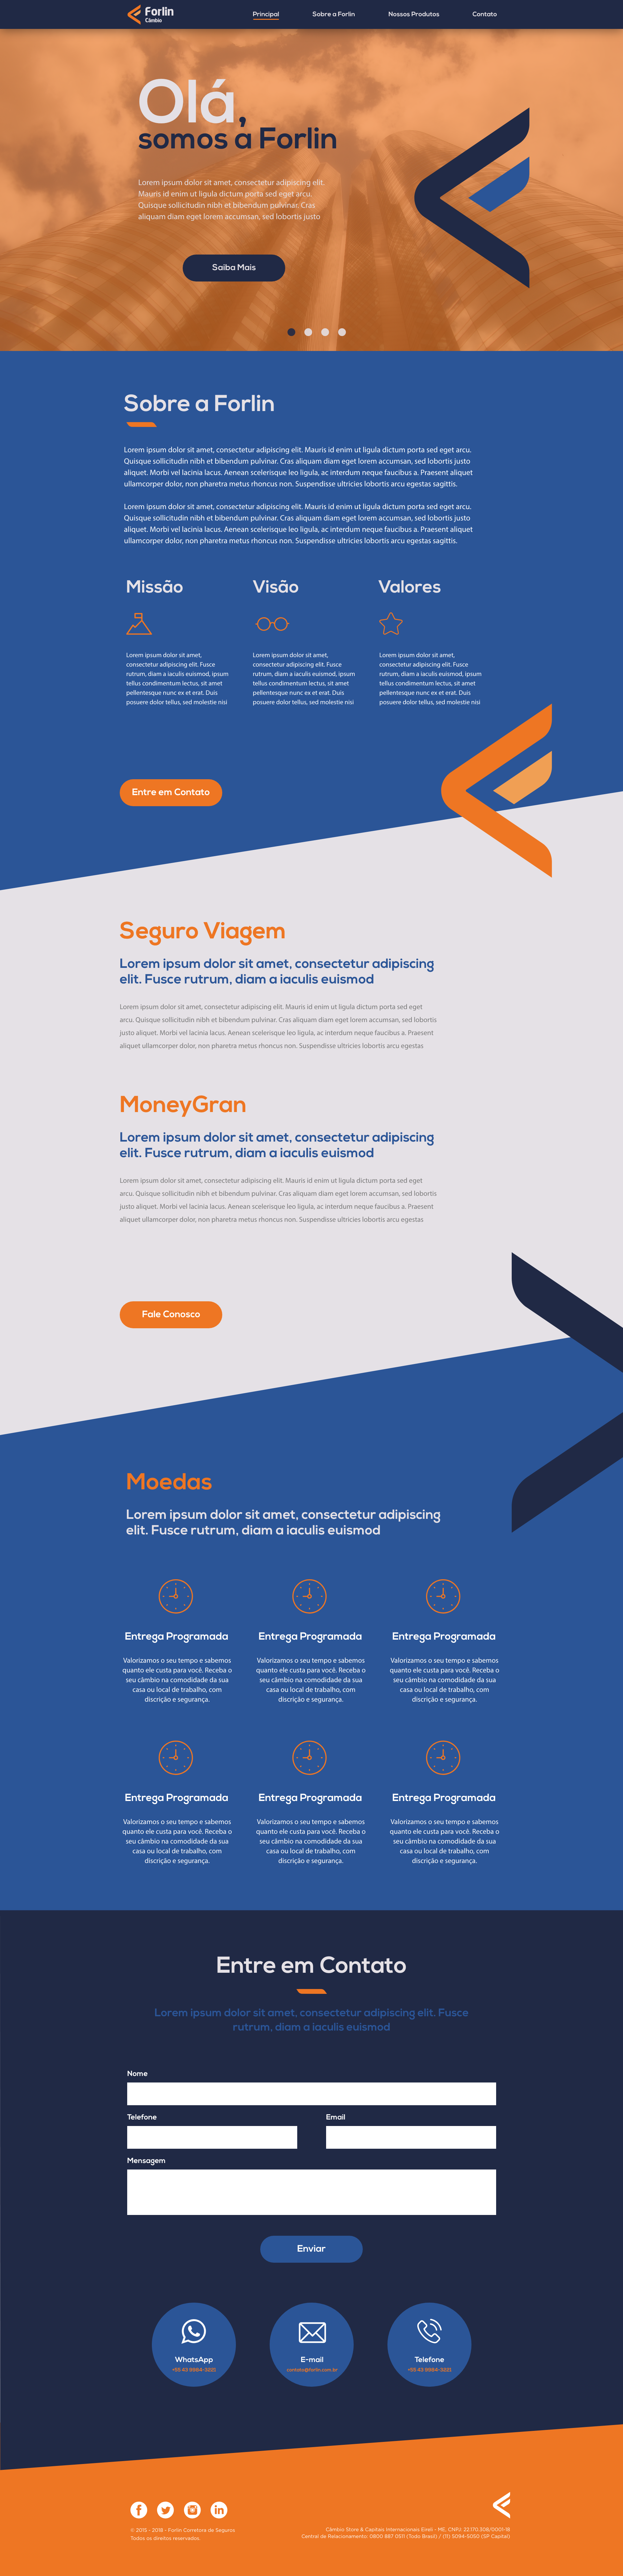 Forlin
Câmbio
Principal
Sobre a Forlin
Nossos Produtos
Contato
Olá,
somos a Forlin
Lorem ipsum dolor sit amet, consectetur adipiscing elit.
Mauris id enim ut ligula dictum porta sed eget arcu.
Quisque sollicitudin nibh et bibendum pulvinar. Cras
aliquam diam eget lorem accumsan, sed lobortis justo
Saiba Mais
Sobre a Forlin
Lorem ipsum dolor sit amet, consectetur adipiscing elit. Mauris id enim ut ligula dictum porta sed eget arcu.
Quisque sollicitudin nibh et bibendum pulvinar. Cras aliquam diam eget lorem accumsan, sed lobortis justo
aliquet. Morbi vel lacinia lacus. Aenean scelerisque leo ligula, ac interdum neque faucibus a. Praesent aliquet
ullamcorper dolor, non pharetra metus rhoncus non. Suspendisse ultricies lobortis arcu egestas sagittis.
Lorem ipsum dolor sit amet, consectetur adipiscing elit. Mauris id enim ut ligula dictum porta sed eget arcu.
Quisque sollicitudin nibh et bibendum pulvinar. Cras aliquam diam eget lorem accumsan, sed lobortis justo
aliquet. Morbi vel lacinia lacus. Aenean scelerisque leo ligula, ac interdum neque faucibus a. Praesent aliquet
ullamcorper dolor, non pharetra metus rhoncus non. Suspendisse ultricies lobortis arcu egestas sagittis.
Missão
Lorem ipsum dolor sit amet,
consectetur adipiscing elit. Fusce
rutrum, diam a iaculis euismod, ipsum
tellus condimentum lectus, sit amet
pellentesque nunc ex et erat. Duis
posuere dolor tellus, sed molestie nisi
Visão
Lorem ipsum dolor sit amet,
consectetur adipiscing elit. Fusce
rutrum, diam a iaculis euismod, ipsum
tellus condimentum lectus, sit amet
pellentesque nunc ex et erat. Duis
posuere dolor tellus, sed molestie nisi
Valores
Lorem ipsum dolor sit amet,
consectetur adipiscing elit. Fusce
rutrum, diam a iaculis euismod, ipsum
tellus condimentum lectus, sit amet
pellentesque nunc ex et erat. Duis
posuere dolor tellus, sed molestie nisi
Entre em Contato
Seguro Viagem
Lorem ipsum dolor sit amet, consectetur adipiscing
elit. Fusce rutrum, diam a iaculis euismod
Lorem ipsum dolor sit amet, consectetur adipiscing elit. Mauris id enim ut ligula dictum porta sed eget
arcu. Quisque sollicitudin nibh et bibendum pulvinar. Cras aliquam diam eget lorem accumsan, sed lobortis
justo aliquet. Morbi vel lacinia lacus. Aenean scelerisque leo ligula, ac interdum neque faucibus a. Praesent
aliquet ullamcorper dolor, non pharetra metus rhoncus non. Suspendisse ultricies lobortis arcu egestas
MoneyGran
Lorem ipsum dolor sit amet, consectetur adipiscing
elit. Fusce rutrum, diam a iaculis euismod
Lorem ipsum dolor sit amet, consectetur adipiscing elit. Mauris id enim ut ligula dictum porta sed eget
arcu. Quisque sollicitudin nibh et bibendum pulvinar. Cras aliquam diam eget lorem accumsan, sed lobortis
justo aliquet. Morbi vel lacinia lacus. Aenean scelerisque leo ligula, ac interdum neque faucibus a. Praesent
aliquet ullamcorper dolor, non pharetra metus rhoncus non. Suspendisse ultricies lobortis arcu egestas
Fale Conosco
Moedas
Lorem ipsum dolor sit amet, consectetur adipiscing
elit. Fusce rutrum, diam a iaculis euismod
Entrega Programada
Valorizamos o seu tempo e sabemos
quanto ele custa para você. Receba o
seu câmbio na comodidade da sua
casa ou local de trabalho, com
discrição e segurança.
Entrega Programada
Valorizamos o seu tempo e sabemos
quanto ele custa para você. Receba o
seu câmbio na comodidade da sua
casa ou local de trabalho, com
discrição e segurança.
Entrega Programada
Valorizamos o seu tempo e sabemos
quanto ele custa para você. Receba o
seu câmbio na comodidade da sua
casa ou local de trabalho, com
discrição e segurança.
Entrega Programada
Valorizamos o seu tempo e sabemos
quanto ele custa para você. Receba o
seu câmbio na comodidade da sua
casa ou local de trabalho, com
discrição e segurança.
Entrega Programada
Valorizamos o seu tempo e sabemos
quanto ele custa para você. Receba o
seu câmbio na comodidade da sua
casa ou local de trabalho, com
discrição e segurança.
Entrega Programada
Valorizamos o seu tempo e sabemos
quanto ele custa para você. Receba o
seu câmbio na comodidade da sua
casa ou local de trabalho, com
discrição e segurança.
Entre em Contato
Lorem ipsum dolor sit amet, consectetur adipiscing elit. Fusce
rutrum, diam a iaculis euismod
Nome
Telefone
Email
Mensagem
Enviar
WhatsApp
+55 43 9984-3221
E-mail
contato@forlin.com.br
Telefone
+55 43 9984-3221
© 2015 - 2018 - Forlin Corretora de Seguros
Todos os direitos reservados.
Câmbio Store & Capitais Internacionais Eireli - ME. CNPJ: 22.171.308/0001-15
Central de Relacionamento: 0800 887 0511 (Todo Brasil) / (11) 5094-5050 (SP Capital)